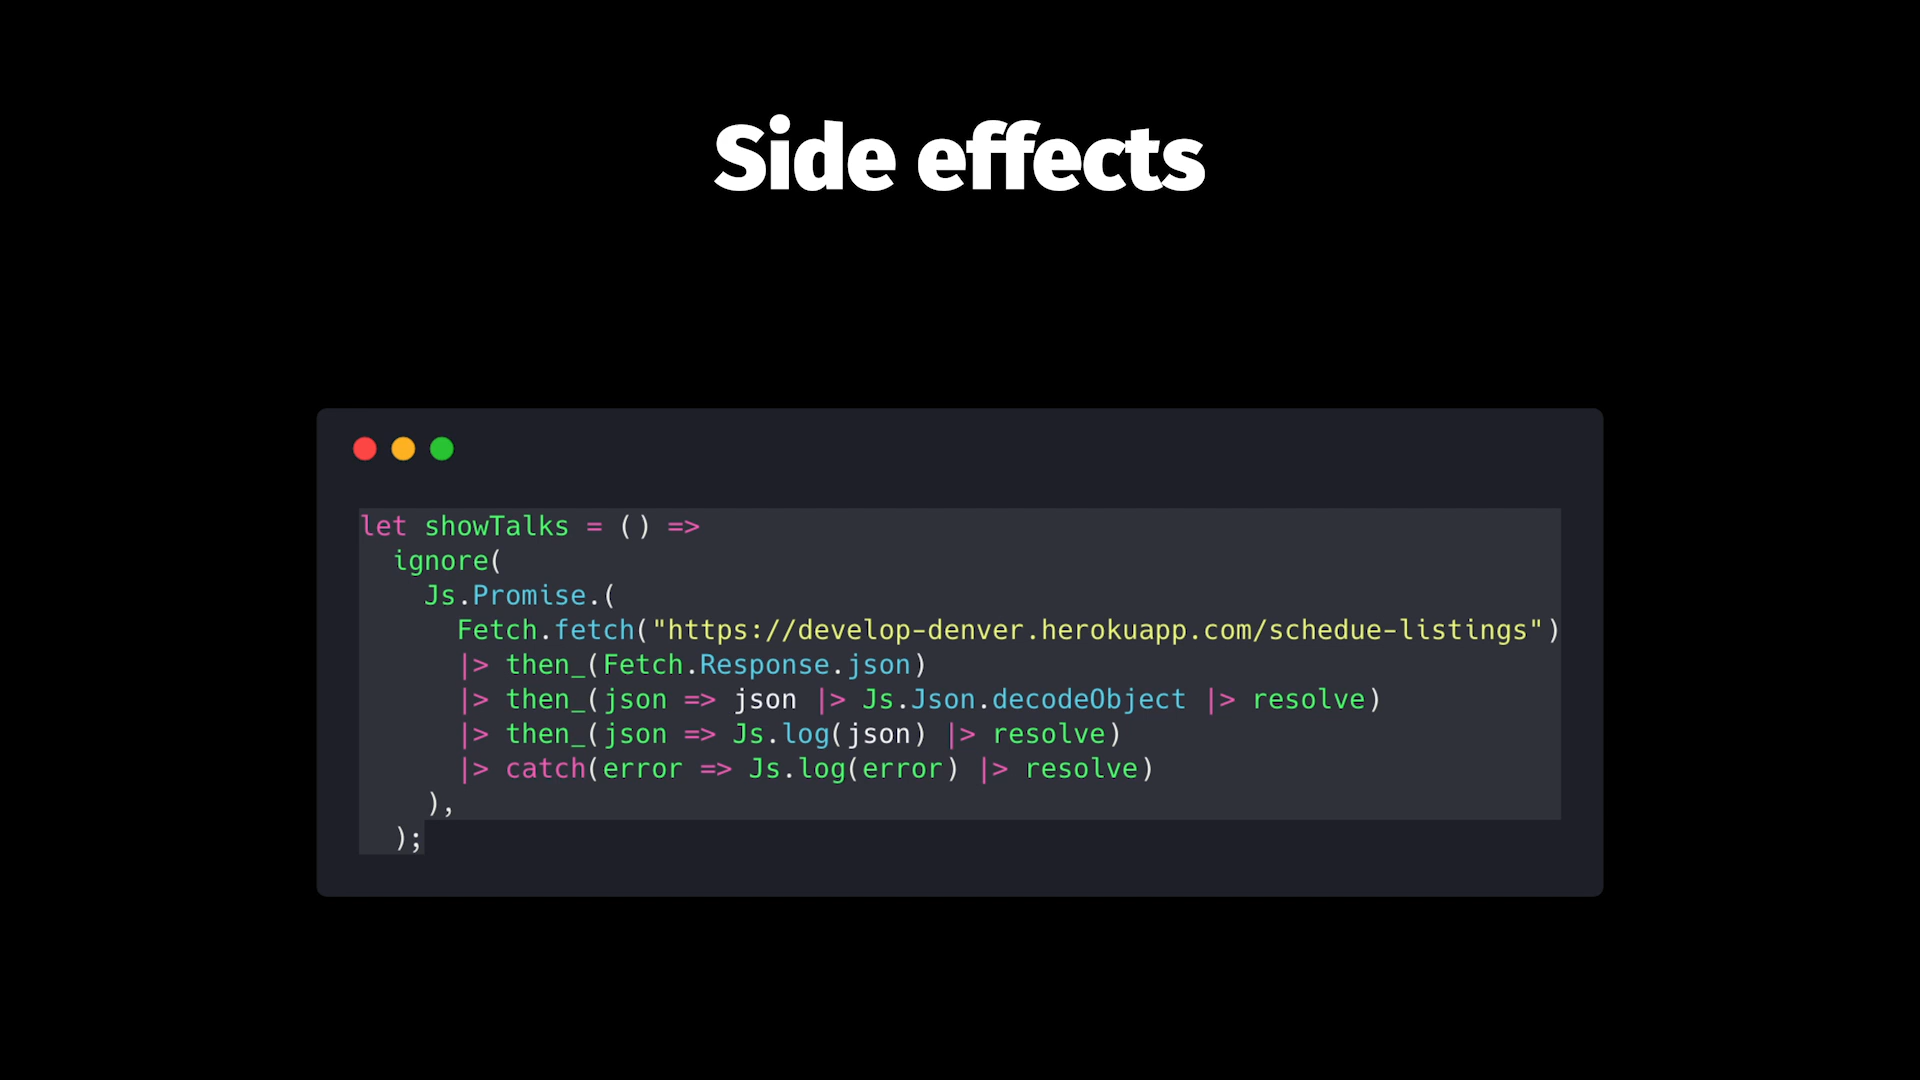 Side effects
let showTalks = () =>
  ignore(
    Js.Promise.(
      Fetch.fetch("https://develop-denver.herokuapp.com/schedue-listings")
      |> then_(Fetch.Response.json)
      |> then_(json => json |> Js.Json.decodeObject |> resolve)
      |> then_(json => Js.log(json) |> resolve)
      |> catch(error => Js.log(error) |> resolve)
    ),
  );